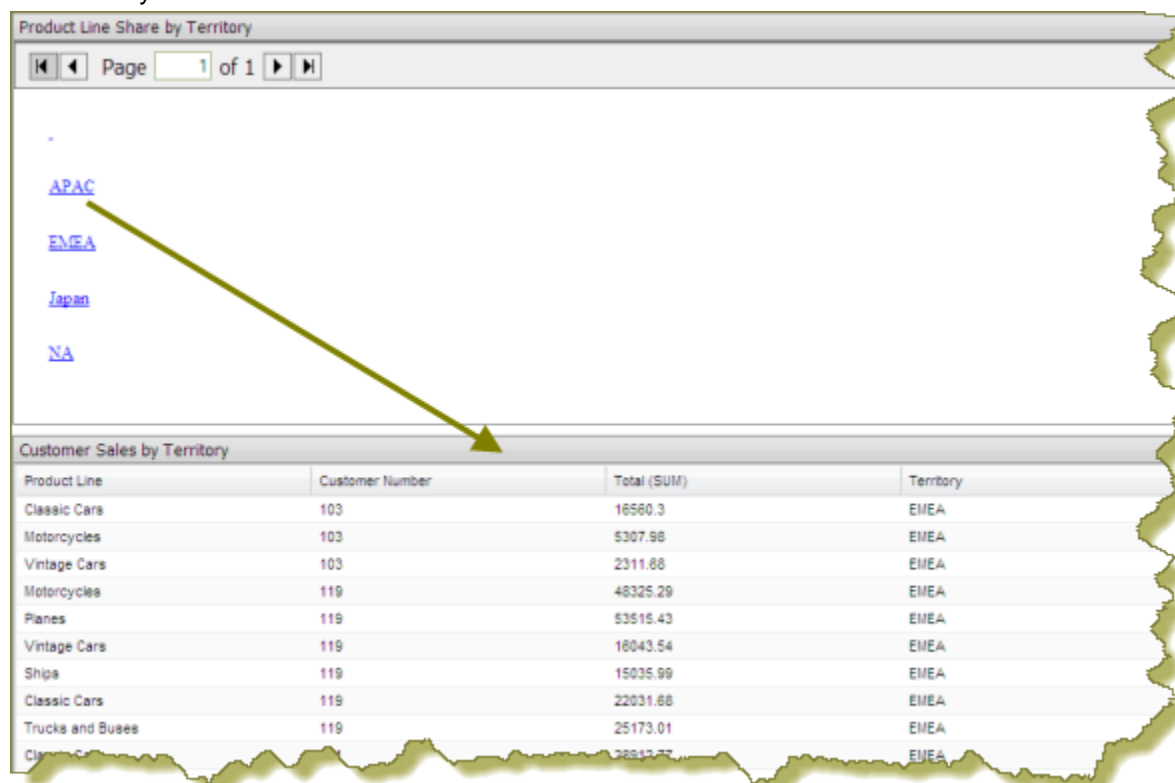 Product Line Share by Territory
Page 1 of 1
-
APAC
EMEA
Japan
NA
Customer Sales by Territory
Product Line Customer Number Total (SUM) Territory
Classic Cars 103 16560.3 EMEA
Motorcycles 103 5307.98 EMEA
Vintage Cars 103 2311.68 EMEA
Motorcycles 119 48325.29 EMEA
Planes 119 53515.43 EMEA
Vintage Cars 119 16043.54 EMEA
Ships 119 15035.99 EMEA
Classic Cars 119 22031.68 EMEA
Trucks and Buses 119 25173.01 EMEA
EMEA